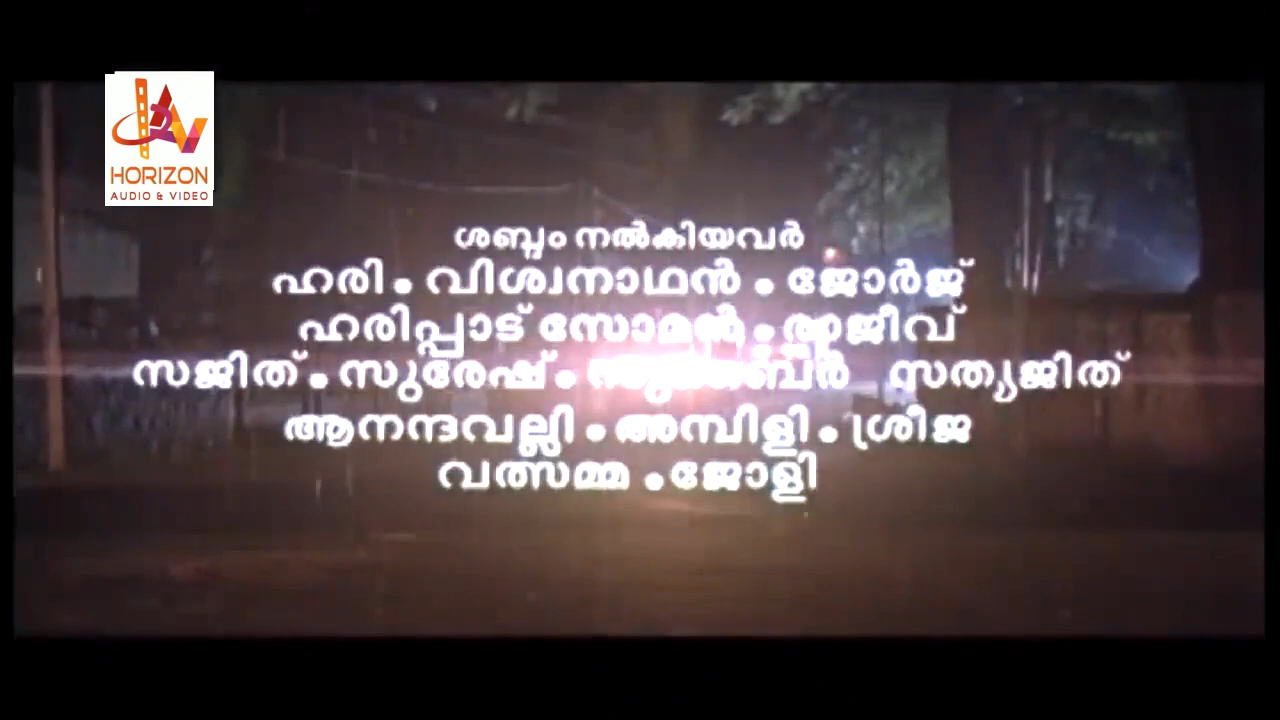 HORIZON
AUDIO & VIDEO
ശബ്ദം നൽകിയവർ
ഹരി • വിശ്വനാഥൻ • ജോർജ്
ഹരിപ്പാട് സോമൻ • രാജീവ്
സജിത് • സുരേഷ് • സത്യജിത്
ആനന്ദവല്ലി • അമ്പിളി • ശ്രീജ
വത്സമ്മ • ജോളി